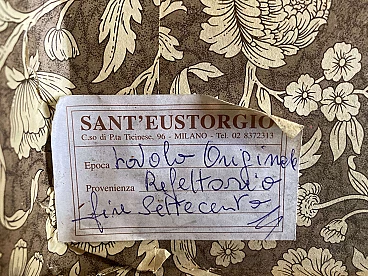 SANT'EUSTORGIO
C.so di P.ta Ticinese, 96 - MILANO - Tel. 02 8372313
Epoca tavolo Originale
Provenienza Refettorio
fine Settecento